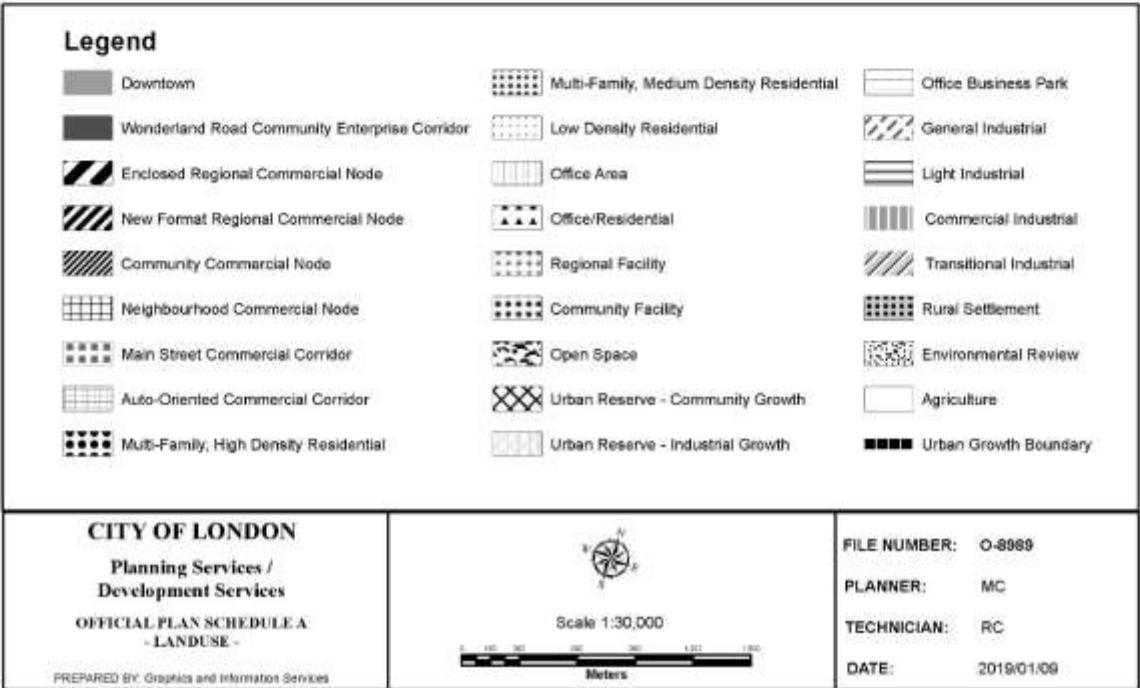 Legend
Downtown
Wonderland Road Community Enterprise Corridor
Enclosed Regional Commercial Node
New Format Regional Commercial Node
Community Commercial Node
Neighbourhood Commercial Node
Main Street Commercial Corridor
Auto-Oriented Commercial Corridor
Multi-Family, High Density Residential
Multi-Family, Medium Density Residential
Low Density Residential
Office Area
Office/Residential
Regional Facility
Community Facility
Open Space
Urban Reserve - Community Growth
Urban Reserve - Industrial Growth
Office Business Park
General Industrial
Light Industrial
Commercial Industrial
Transitional Industrial
Rural Settlement
Environmental Review
Agriculture
Urban Growth Boundary
CITY OF LONDON
Planning Services /
Development Services
OFFICIAL PLAN SCHEDULE A
- LANDUSE -
PREPARED BY: Graphics and Information Services
N
W
E
S
Scale 1:30,000
Meters
FILE NUMBER: O-8989
PLANNER: MC
TECHNICIAN: RC
DATE: 2019/01/09